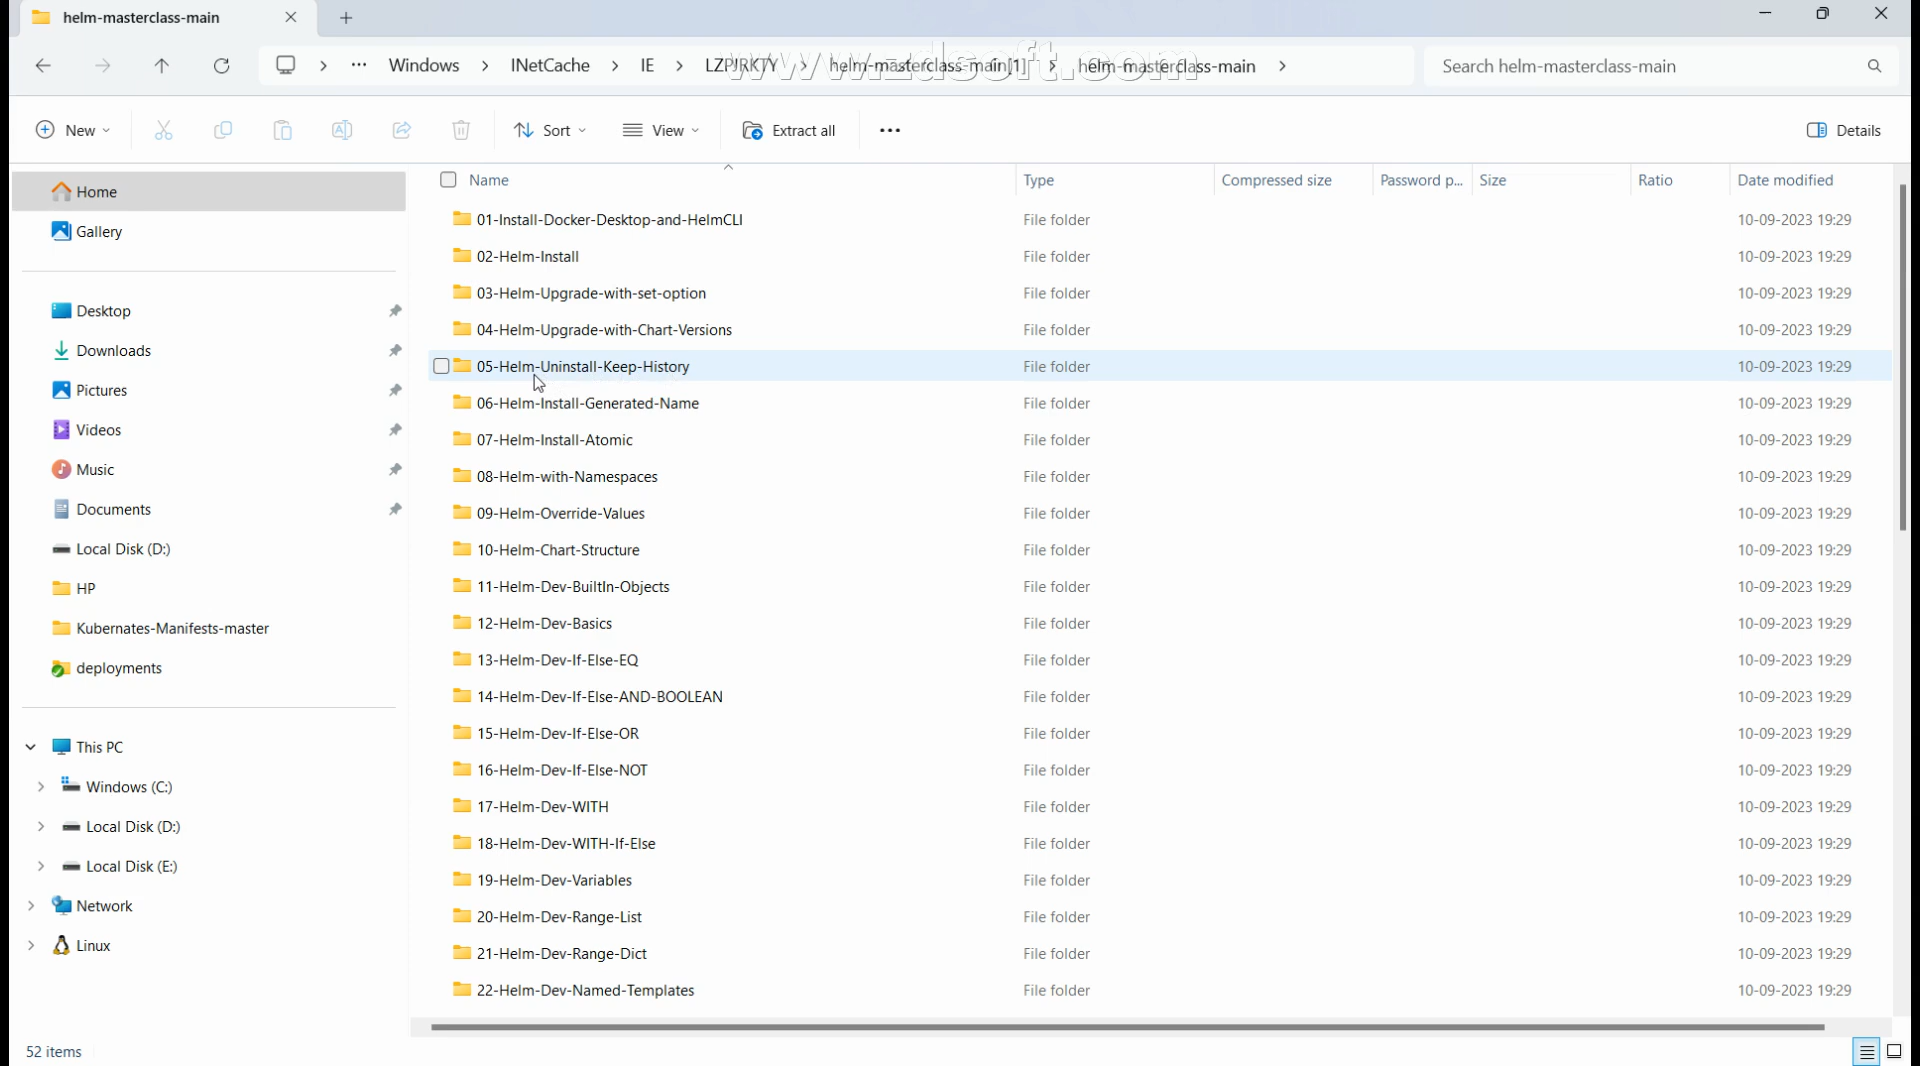 helm-masterclass-main
Windows > INetCache > IE > LZPJRKTY > helm-masterclass-main[1] > helm-masterclass-main >
Search helm-masterclass-main
www.zdsoft.com
New
Sort
View
Extract all
Details
Home
Gallery
Desktop
Downloads
Pictures
Videos
Music
Documents
Local Disk (D:)
HP
Kubernates-Manifests-master
deployments
This PC
Windows (C:)
Local Disk (D:)
Local Disk (E:)
Network
Linux
Name Type Compressed size Password p... Size Ratio Date modified
01-Install-Docker-Desktop-and-HelmCLI File folder 10-09-2023 19:29
02-Helm-Install File folder 10-09-2023 19:29
03-Helm-Upgrade-with-set-option File folder 10-09-2023 19:29
04-Helm-Upgrade-with-Chart-Versions File folder 10-09-2023 19:29
05-Helm-Uninstall-Keep-History File folder 10-09-2023 19:29
06-Helm-Install-Generated-Name File folder 10-09-2023 19:29
07-Helm-Install-Atomic File folder 10-09-2023 19:29
08-Helm-with-Namespaces File folder 10-09-2023 19:29
09-Helm-Override-Values File folder 10-09-2023 19:29
10-Helm-Chart-Structure File folder 10-09-2023 19:29
11-Helm-Dev-BuiltIn-Objects File folder 10-09-2023 19:29
12-Helm-Dev-Basics File folder 10-09-2023 19:29
13-Helm-Dev-If-Else-EQ File folder 10-09-2023 19:29
14-Helm-Dev-If-Else-AND-BOOLEAN File folder 10-09-2023 19:29
15-Helm-Dev-If-Else-OR File folder 10-09-2023 19:29
16-Helm-Dev-If-Else-NOT File folder 10-09-2023 19:29
17-Helm-Dev-WITH File folder 10-09-2023 19:29
18-Helm-Dev-WITH-If-Else File folder 10-09-2023 19:29
19-Helm-Dev-Variables File folder 10-09-2023 19:29
20-Helm-Dev-Range-List File folder 10-09-2023 19:29
21-Helm-Dev-Range-Dict File folder 10-09-2023 19:29
22-Helm-Dev-Named-Templates File folder 10-09-2023 19:29
52 items